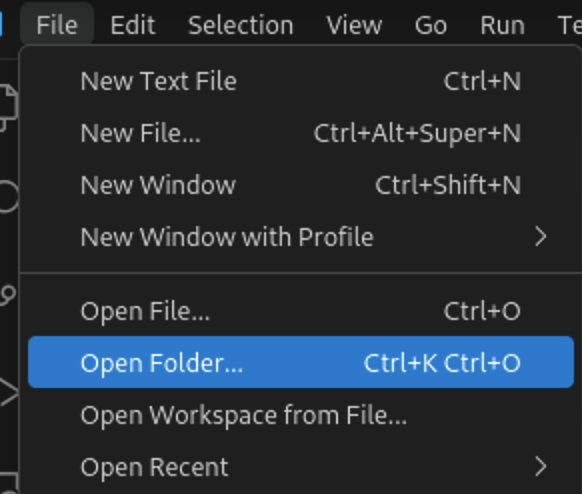 File Edit Selection View Go Run Te
New Text File Ctrl+N
New File... Ctrl+Alt+Super+N
New Window Ctrl+Shift+N
New Window with Profile
Open File... Ctrl+O
Open Folder... Ctrl+K Ctrl+O
Open Workspace from File...
Open Recent